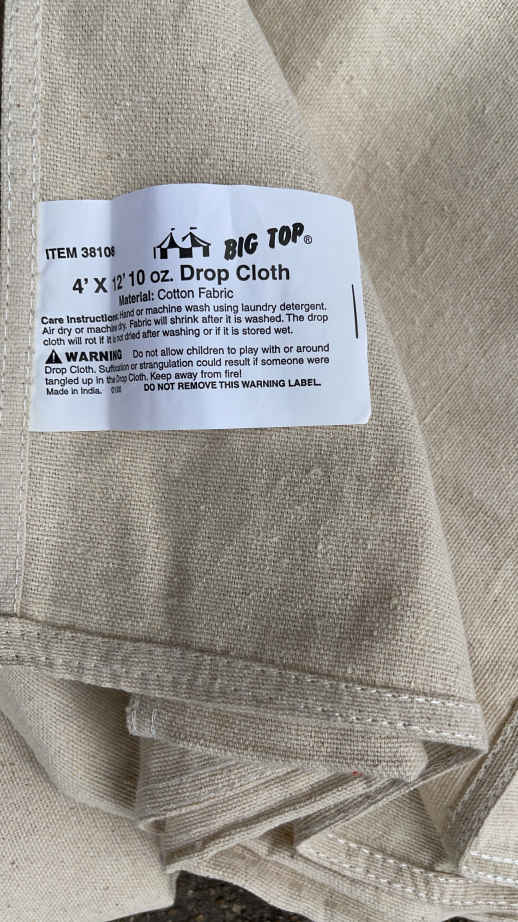 ITEM 38108
BIG TOP®
4' X 12' 10 oz. Drop Cloth
Material: Cotton Fabric
Care Instructions: Hand or machine wash using laundry detergent.
Air dry or machine dry. Fabric will shrink after it is washed. The drop
cloth will rot if it is not dried after washing or if it is stored wet.
⚠ WARNING Do not allow children to play with or around
Drop Cloth. Suffocation or strangulation could result if someone were
tangled up in the Drop Cloth. Keep away from fire!
Made in India. DO NOT REMOVE THIS WARNING LABEL.